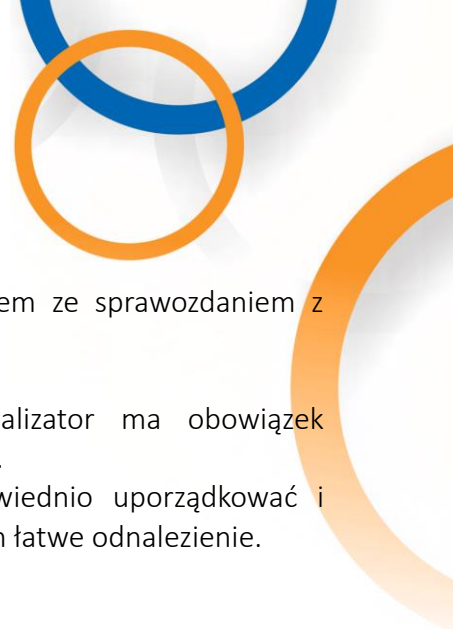 em ze sprawozdaniem z
alizator ma obowiązek
.
wiednio uporządkować i
łatwe odnalezienie.